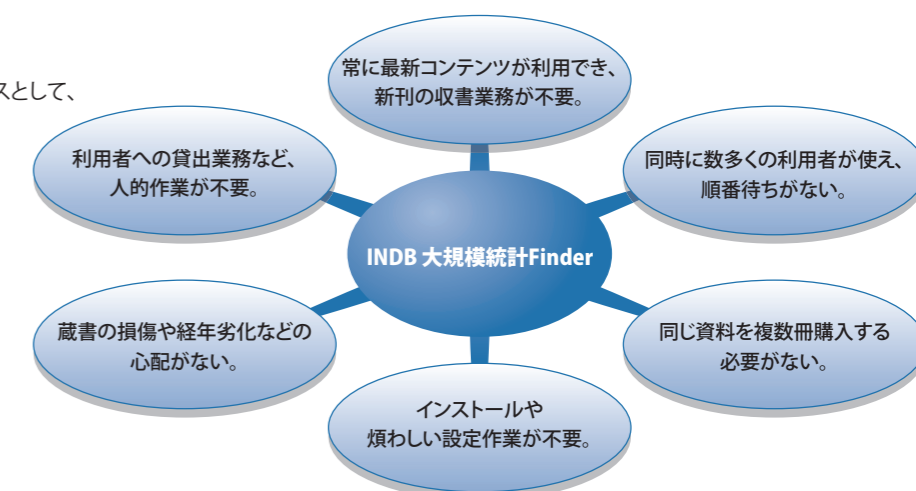 スとして、
常に最新コンテンツが利用でき、
新刊の収書業務が不要。
利用者への貸出業務など、
人的作業が不要。
同時に数多くの利用者が使え、
順番待ちがない。
INDB 大規模統計Finder
蔵書の損傷や経年劣化などの
心配がない。
同じ資料を複数冊購入する
必要がない。
インストールや
煩わしい設定作業が不要。